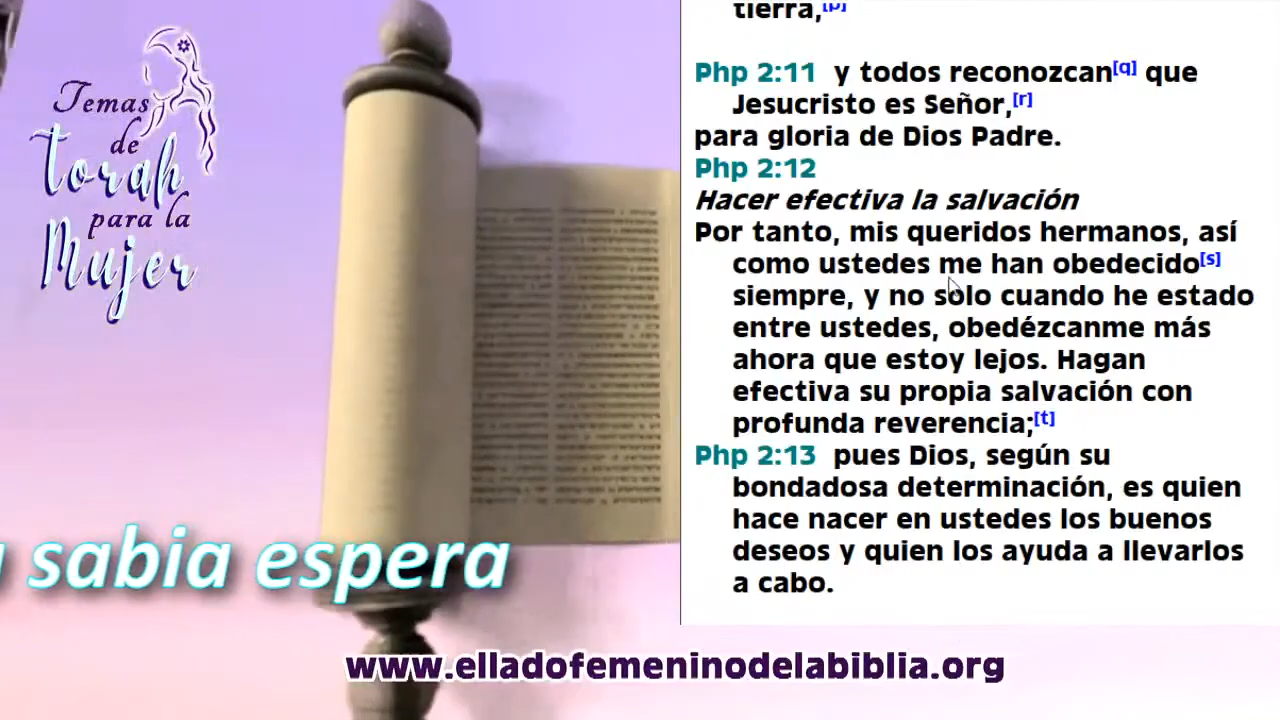 Temas
de
torah
para la
Mujer
sabia espera
tierra,[p]
Php 2:11 y todos reconozcan[q] que
Jesucristo es Señor,[r]
para gloria de Dios Padre.
Php 2:12
Hacer efectiva la salvación
Por tanto, mis queridos hermanos, así
como ustedes me han obedecido[s]
siempre, y no solo cuando he estado
entre ustedes, obedézcanme más
ahora que estoy lejos. Hagan
efectiva su propia salvación con
profunda reverencia;[t]
Php 2:13 pues Dios, según su
bondadosa determinación, es quien
hace nacer en ustedes los buenos
deseos y quien los ayuda a llevarlos
a cabo.
www.elladofemeninodelabiblia.org